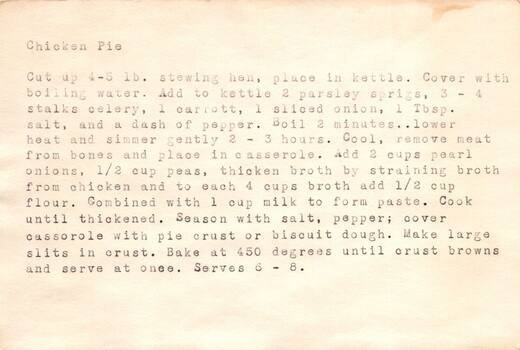 Chicken Pie
Cut up 4-5 lb. stewing hen, place in kettle. Cover with
boiling water. Add to kettle 2 parsley sprigs, 3 - 4
stalks celery, 1 carrott, 1 sliced onion, 1 Tbsp.
salt, and a dash of pepper. Boil 2 minutes..lower
heat and simmer gently 2 - 3 hours. Cool, remove meat
from bones and place in casserole. Add 2 cups pearl
onions, 1/2 cup peas, thicken broth by straining broth
from chicken and to each 4 cups broth add 1/2 cup
flour. Combined with 1 cup milk to form paste. Cook
until thickened. Season with salt, pepper; cover
cassorole with pie crust or biscuit dough. Make large
slits in crust. Bake at 450 degrees until crust browns
and serve at once. Serves 6 - 8.